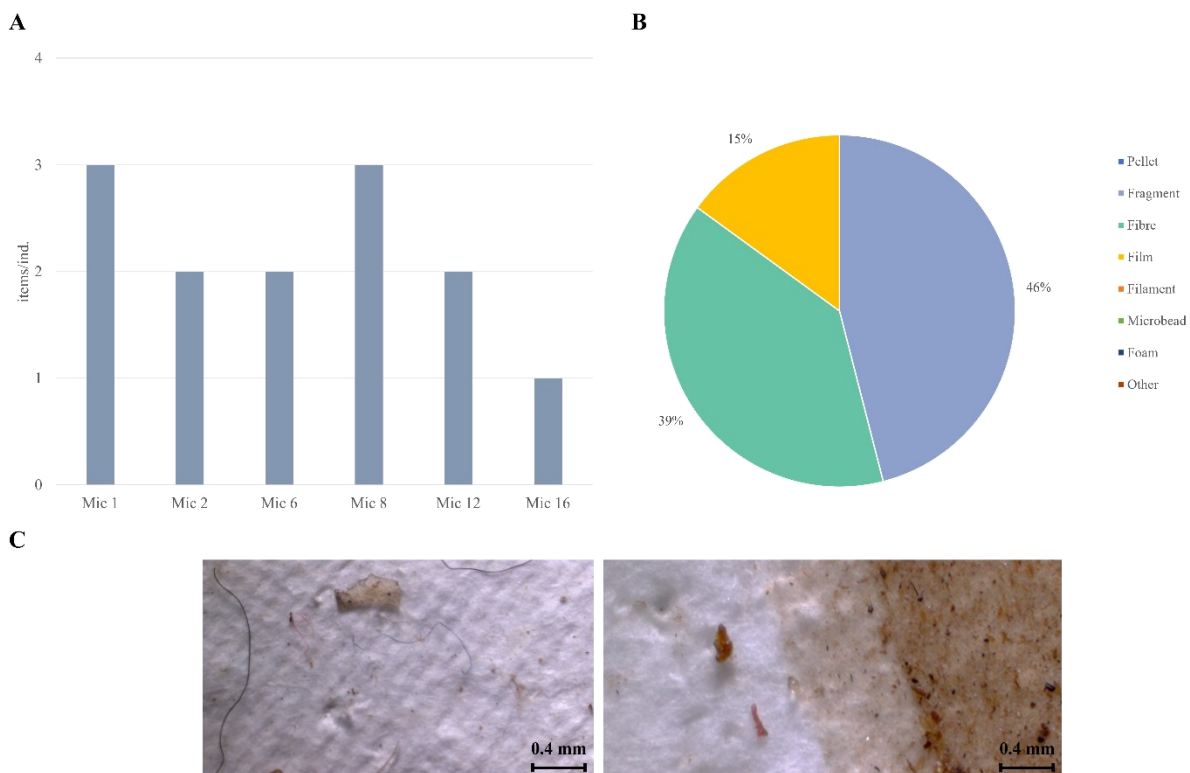 A
B
4
3
2
1
0
items/ind.
Mic 1 Mic 2 Mic 6 Mic 8 Mic 12 Mic 16
15%
46%
39%
Pellet
Fragment
Fibre
Film
Filament
Microbead
Foam
Other
C
0.4 mm
0.4 mm